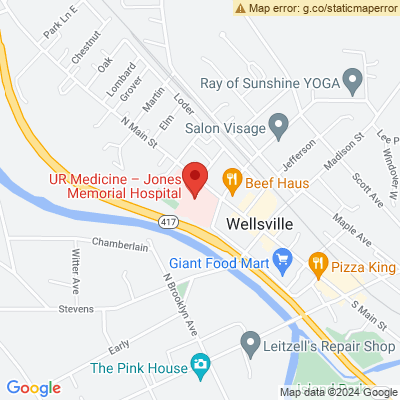 Map error: g.co/staticmaperror
Park Ln E
Chestnut
Oak
Lombard
Grover
Martin
Loder
Elm
N Main St
Ray of Sunshine YOGA
Salon Visage
Jefferson
Madison St
Lee P
Windover W
Scott Ave
Maple Ave
UR Medicine – Jones
Memorial Hospital
Beef Haus
417
Wellsville
Chamberlain
Witter Ave
Giant Food Mart
Pizza King
Stevens
N Brooklyn Ave
S Main St
Early
Leitzell's Repair Shop
The Pink House
Google
Map data ©2024 Google